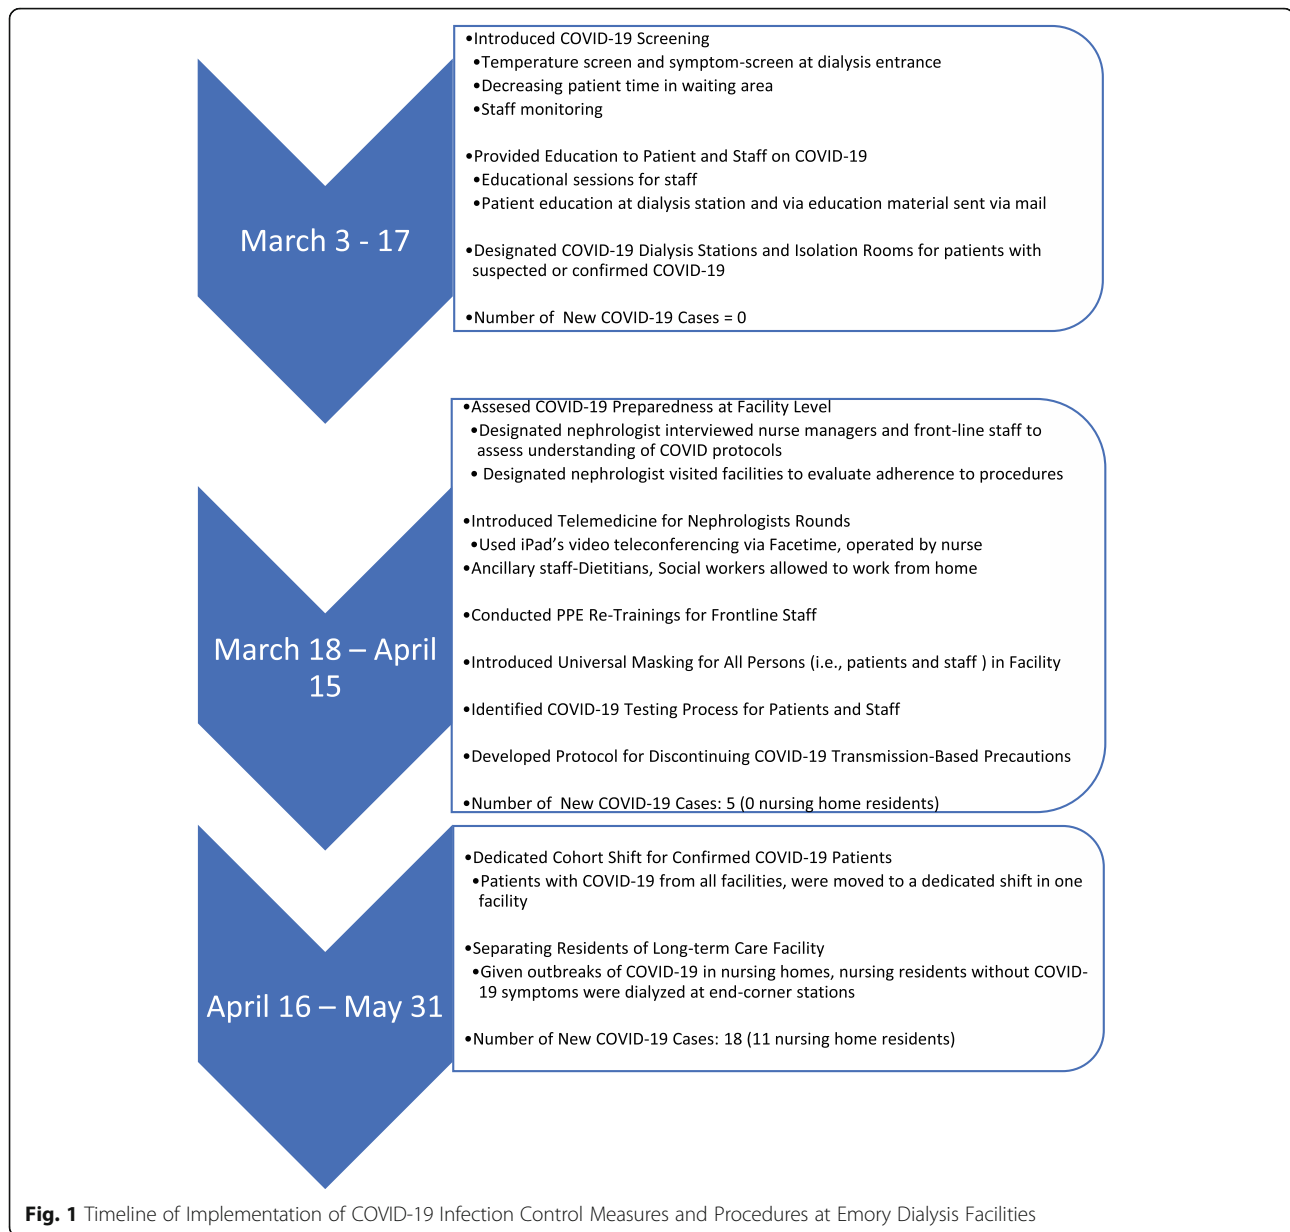 •Introduced COVID-19 Screening
•Temperature screen and symptom-screen at dialysis entrance
•Decreasing patient time in waiting area
•Staff monitoring
•Provided Education to Patient and Staff on COVID-19
•Educational sessions for staff
•Patient education at dialysis station and via education material sent via mail
March 3 - 17
•Designated COVID-19 Dialysis Stations and Isolation Rooms for patients with
suspected or confirmed COVID-19
•Number of  New COVID-19 Cases = 0
•Assesed COVID-19 Preparedness at Facility Level
•Designated nephrologist interviewed nurse managers and front-line staff to
assess understanding of COVID protocols
• Designated nephrologist visited facilities to evaluate adherence to procedures
•Introduced Telemedicine for Nephrologists Rounds
•Used iPad’s video teleconferencing via Facetime, operated by nurse
•Ancillary staff-Dietitians, Social workers allowed to work from home
•Conducted PPE Re-Trainings for Frontline Staff
March 18 – April
15
•Introduced Universal Masking for All Persons (i.e., patients and staff ) in Facility
•Identified COVID-19 Testing Process for Patients and Staff
•Developed Protocol for Discontinuing COVID-19 Transmission-Based Precautions
•Number of  New COVID-19 Cases: 5 (0 nursing home residents)
•Dedicated Cohort Shift for Confirmed COVID-19 Patients
•Patients with COVID-19 from all facilities, were moved to a dedicated shift in one
facility
•Separating Residents of Long-term Care Facility
•Given outbreaks of COVID-19 in nursing homes, nursing residents without COVID-
19 symptoms were dialyzed at end-corner stations
April 16 – May 31
•Number of New COVID-19 Cases: 18 (11 nursing home residents)
Fig. 1 Timeline of Implementation of COVID-19 Infection Control Measures and Procedures at Emory Dialysis Facilities